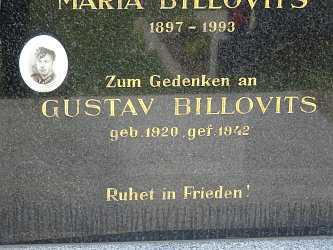 MARIA BILLOVITS
1897 - 1993
Zum Gedenken an
GUSTAV BILLOVITS
geb. 1920, gef. 1942
Ruhet in Frieden!